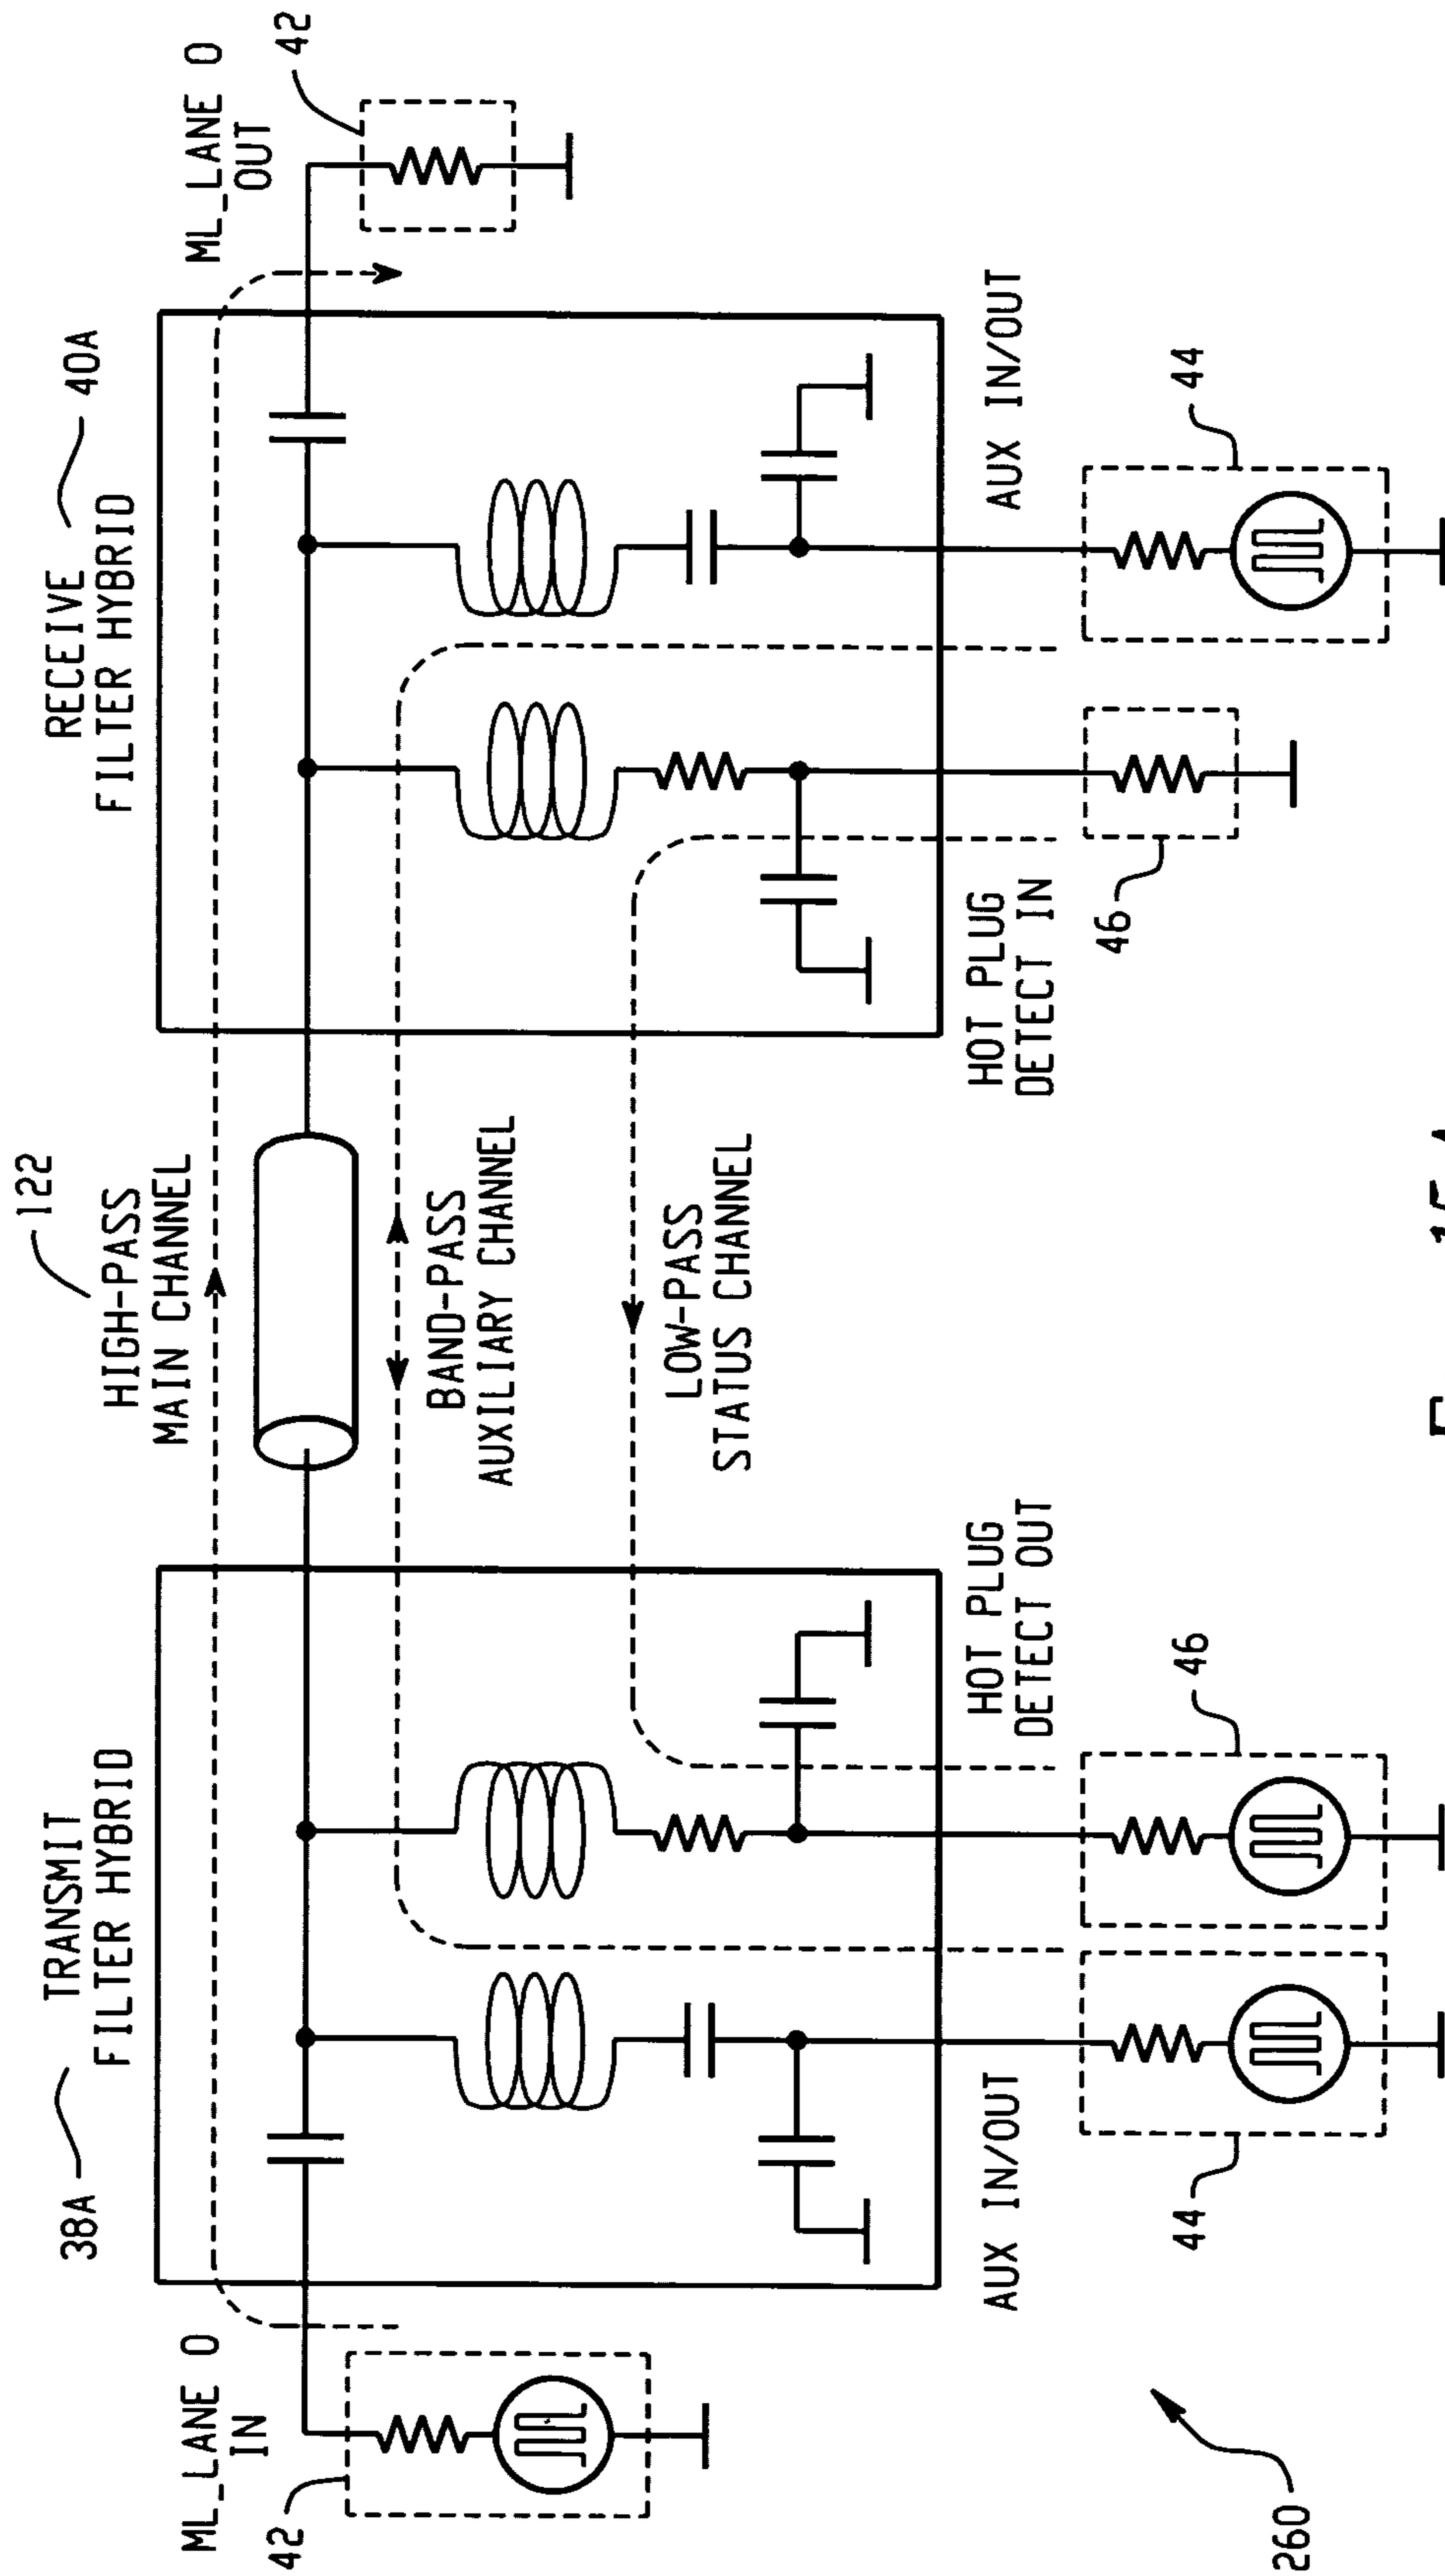 122
HIGH-PASS
MAIN CHANNEL
TRANSMIT
FILTER HYBRID
38A
RECEIVE
FILTER HYBRID
40A
ML_LANE 0
IN
42
ML_LANE 0
OUT
42
BAND-PASS
AUXILIARY CHANNEL
LOW-PASS
STATUS CHANNEL
AUX IN/OUT
44
HOT PLUG
DETECT OUT
46
HOT PLUG
DETECT IN
46
AUX IN/OUT
44
260